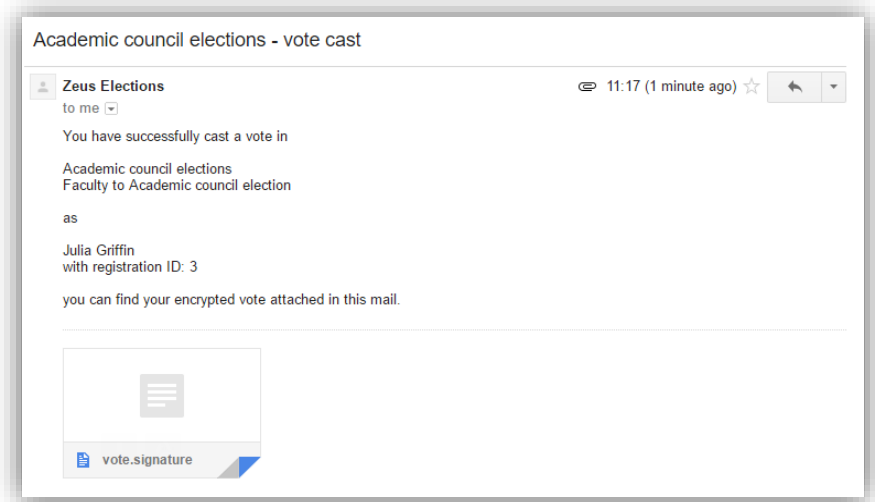 Academic council elections - vote cast
Zeus Elections
11:17 (1 minute ago)
to me
You have successfully cast a vote in
Academic council elections
Faculty to Academic council election
as
Julia Griffin
with registration ID: 3
you can find your encrypted vote attached in this mail.
vote.signature